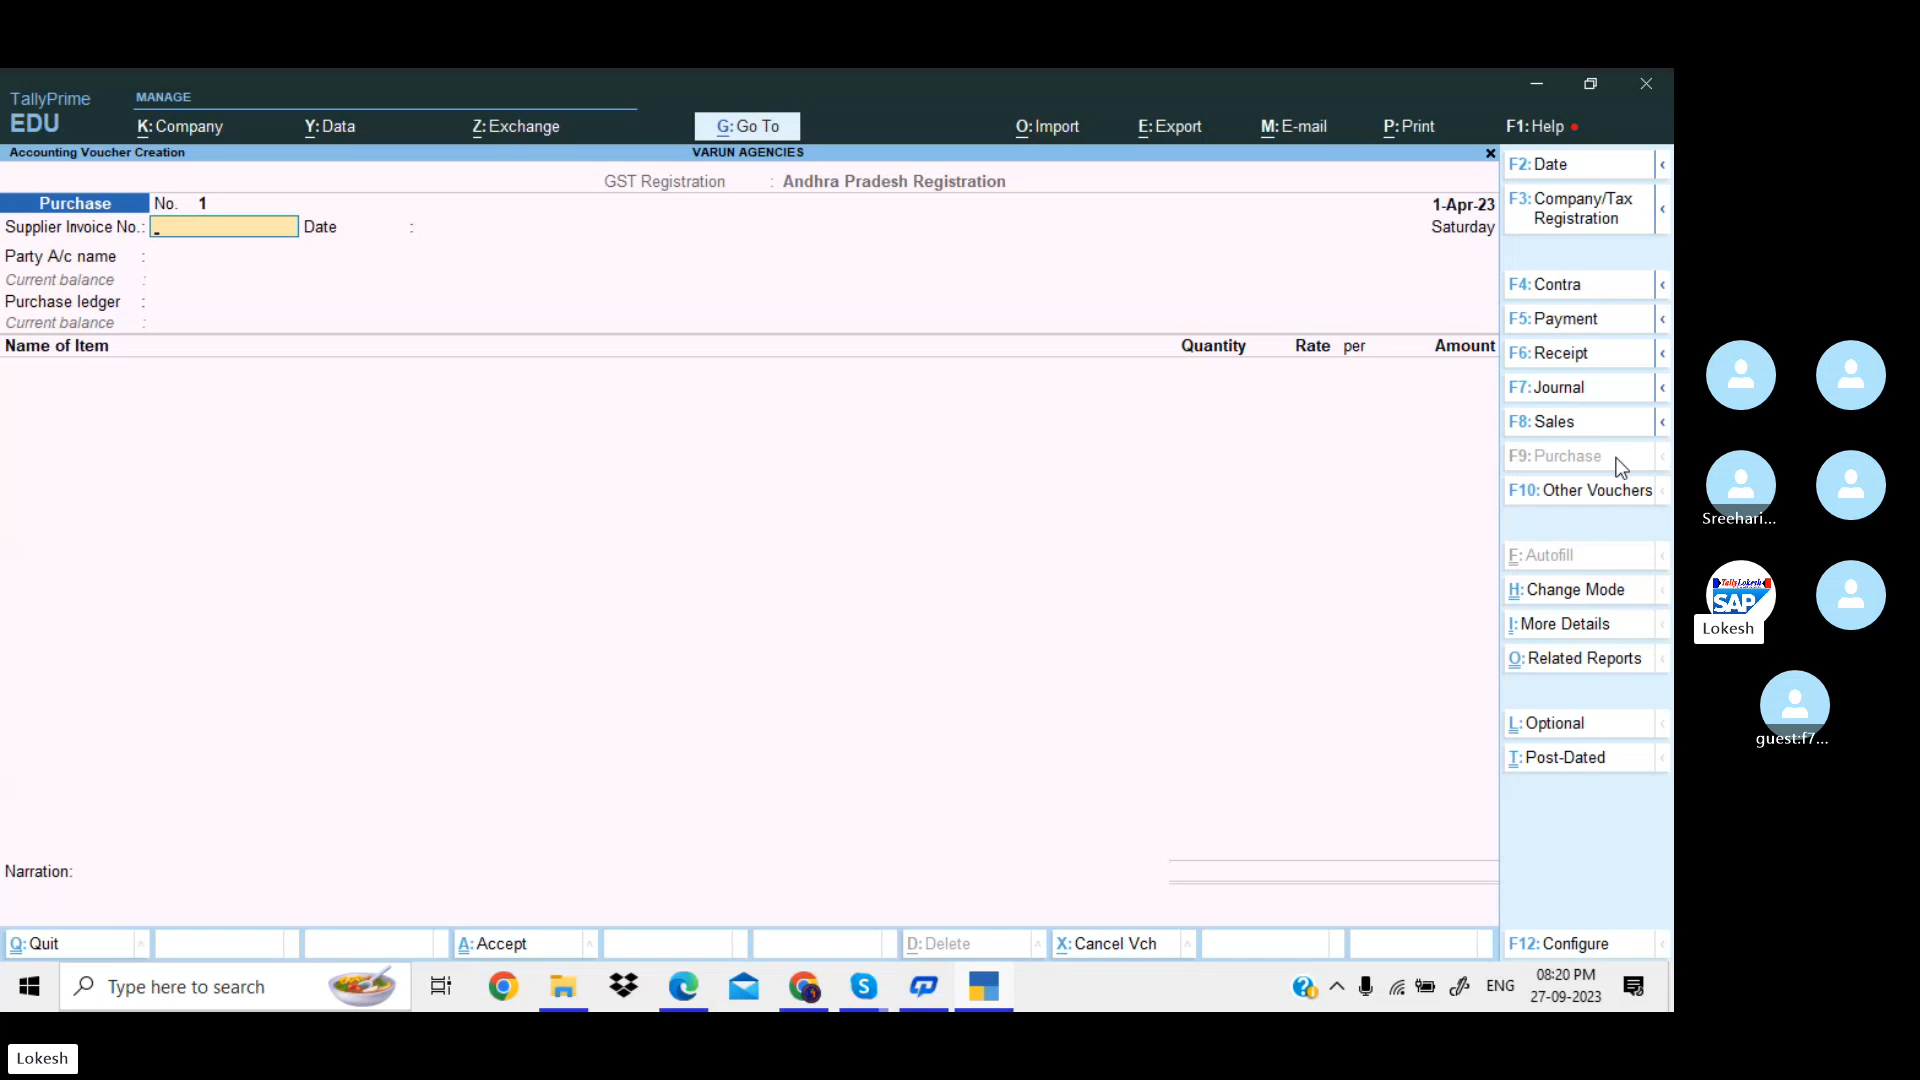 TallyPrime
EDU
MANAGE
K: Company
Y: Data
Z: Exchange
G: Go To
O: Import
E: Export
M: E-mail
P: Print
F1: Help
Accounting Voucher Creation
VARUN AGENCIES
GST Registration : Andhra Pradesh Registration
Purchase No. 1
1-Apr-23
Supplier Invoice No.: Date :
Saturday
Party A/c name :
Current balance :
Purchase ledger :
Current balance :
Name of Item Quantity Rate per Amount
Narration:
F2: Date
F3: Company/Tax
Registration
F4: Contra
F5: Payment
F6: Receipt
F7: Journal
F8: Sales
F9: Purchase
F10: Other Vouchers
F: Autofill
H: Change Mode
I: More Details
O: Related Reports
L: Optional
T: Post-Dated
F12: Configure
Q: Quit
A: Accept
D: Delete
X: Cancel Vch
Type here to search
ENG
08:20 PM
27-09-2023
Sreehari...
TallyLokesh
SAP
Lokesh
guest:f7...
Lokesh